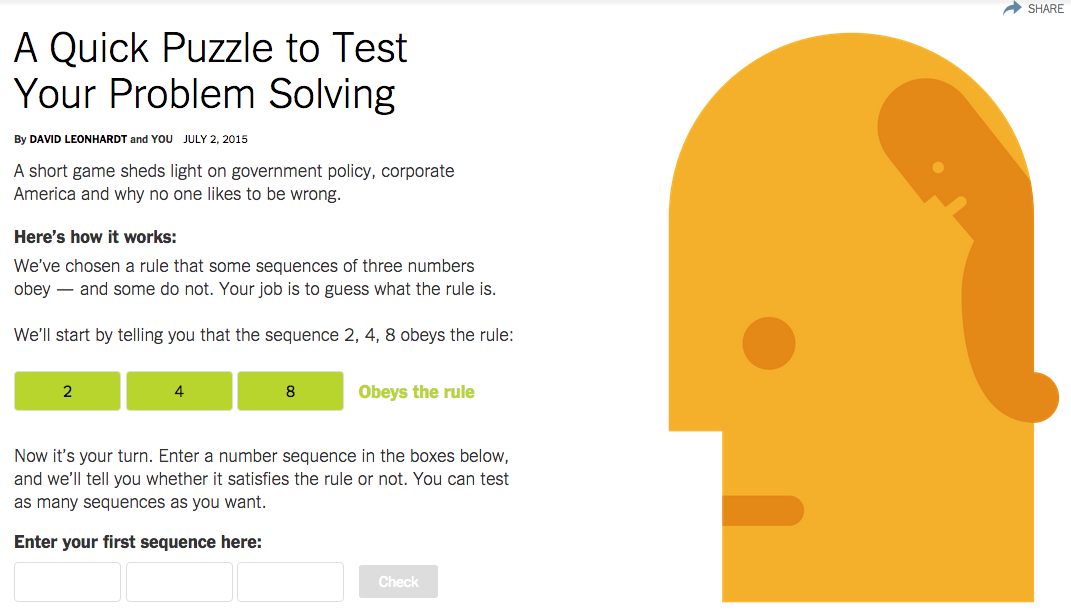 SHARE
A Quick Puzzle to Test
Your Problem Solving
By DAVID LEONHARDT and YOU JULY 2, 2015
A short game sheds light on government policy, corporate
America and why no one likes to be wrong.
Here’s how it works:
We’ve chosen a rule that some sequences of three numbers
obey — and some do not. Your job is to guess what the rule is.
We’ll start by telling you that the sequence 2, 4, 8 obeys the rule:
2 4 8 Obeys the rule
Now it’s your turn. Enter a number sequence in the boxes below,
and we’ll tell you whether it satisfies the rule or not. You can test
as many sequences as you want.
Enter your first sequence here:
Check